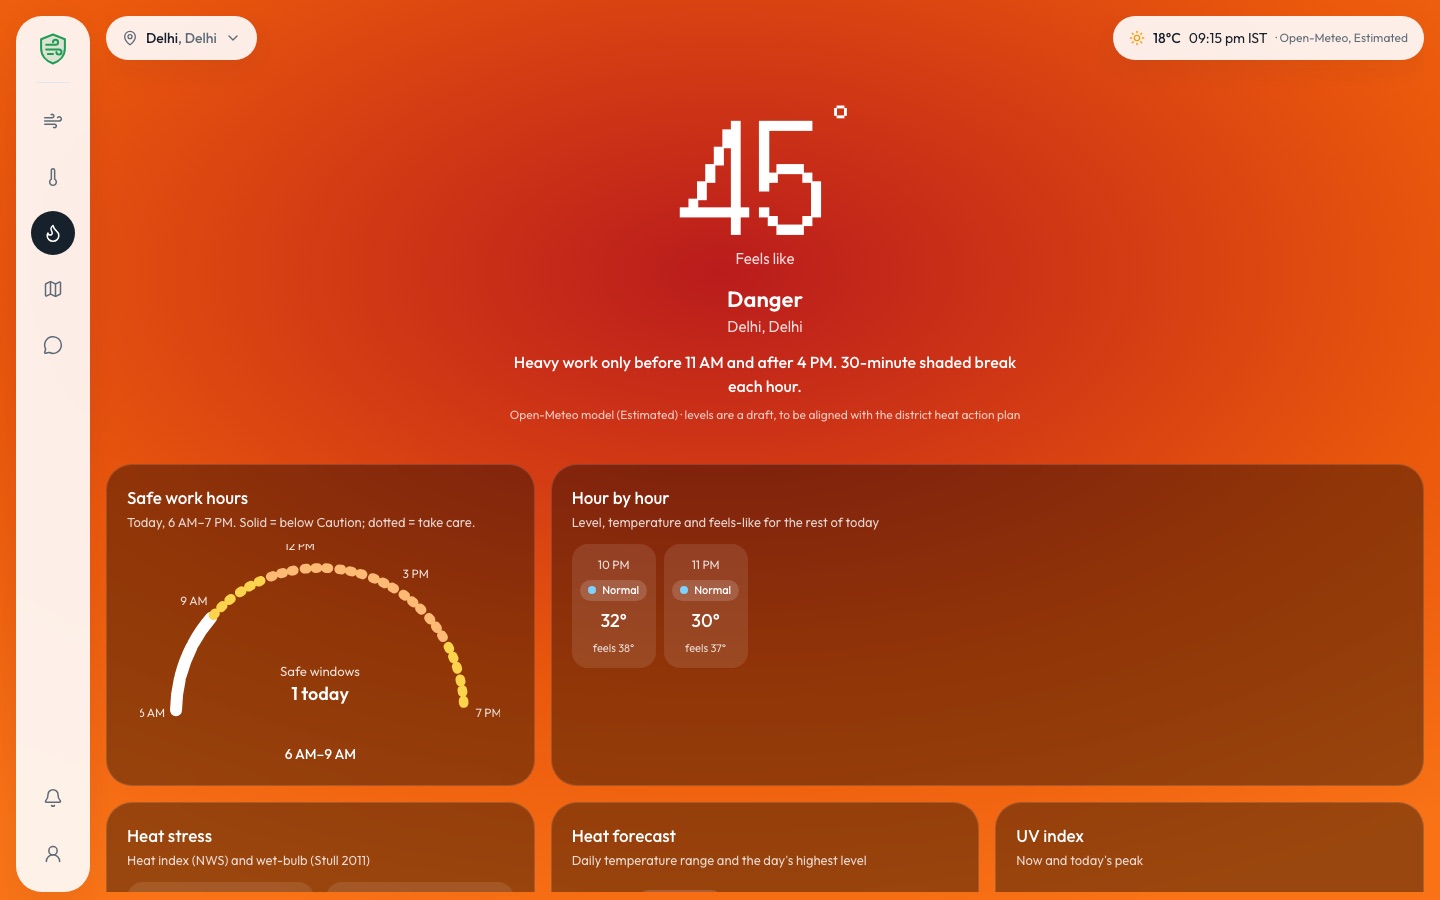 Delhi, Delhi
18°C 09:15 pm IST · Open-Meteo, Estimated
45°
Feels like
Danger
Delhi, Delhi
Heavy work only before 11 AM and after 4 PM. 30-minute shaded break
each hour.
Open-Meteo model (Estimated) · levels are a draft, to be aligned with the district heat action plan
Safe work hours
Today, 6 AM–7 PM. Solid = below Caution; dotted = take care.
12 PM
3 PM
9 AM
Safe windows
1 today
6 AM
7 PM
6 AM–9 AM
Hour by hour
Level, temperature and feels-like for the rest of today
10 PM
Normal
32°
feels 38°
11 PM
Normal
30°
feels 37°
Heat stress
Heat index (NWS) and wet-bulb (Stull 2011)
Heat forecast
Daily temperature range and the day's highest level
UV index
Now and today's peak